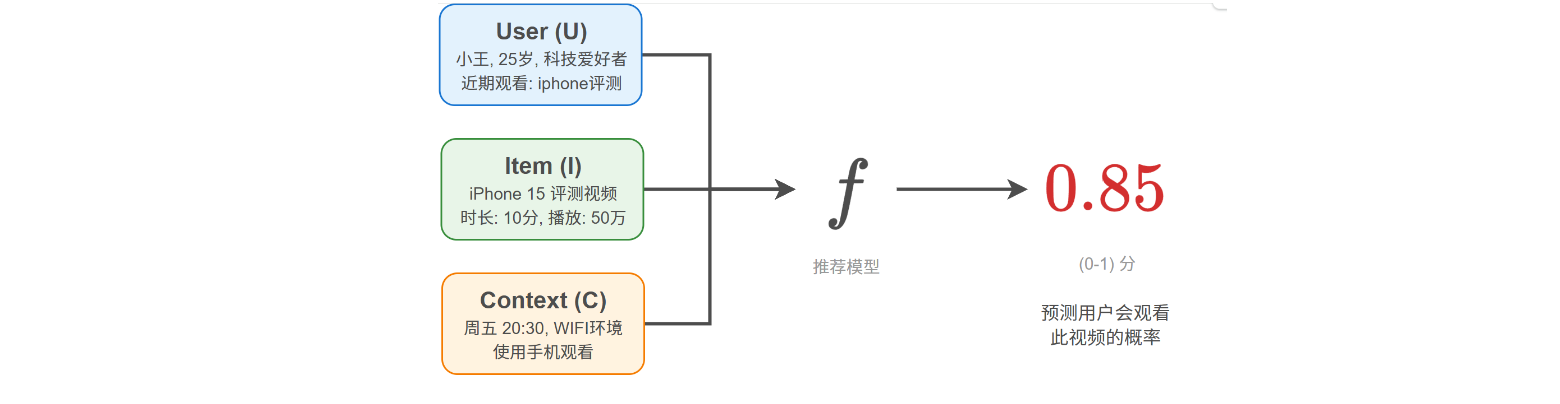 User (U)
小王, 25岁, 科技爱好者
近期观看: iphone评测
Item (I)
iPhone 15 评测视频
时长: 10分, 播放: 50万
Context (C)
周五 20:30, WIFI环境
使用手机观看
f
推荐模型
0.85
(0-1) 分
预测用户会观看
此视频的概率